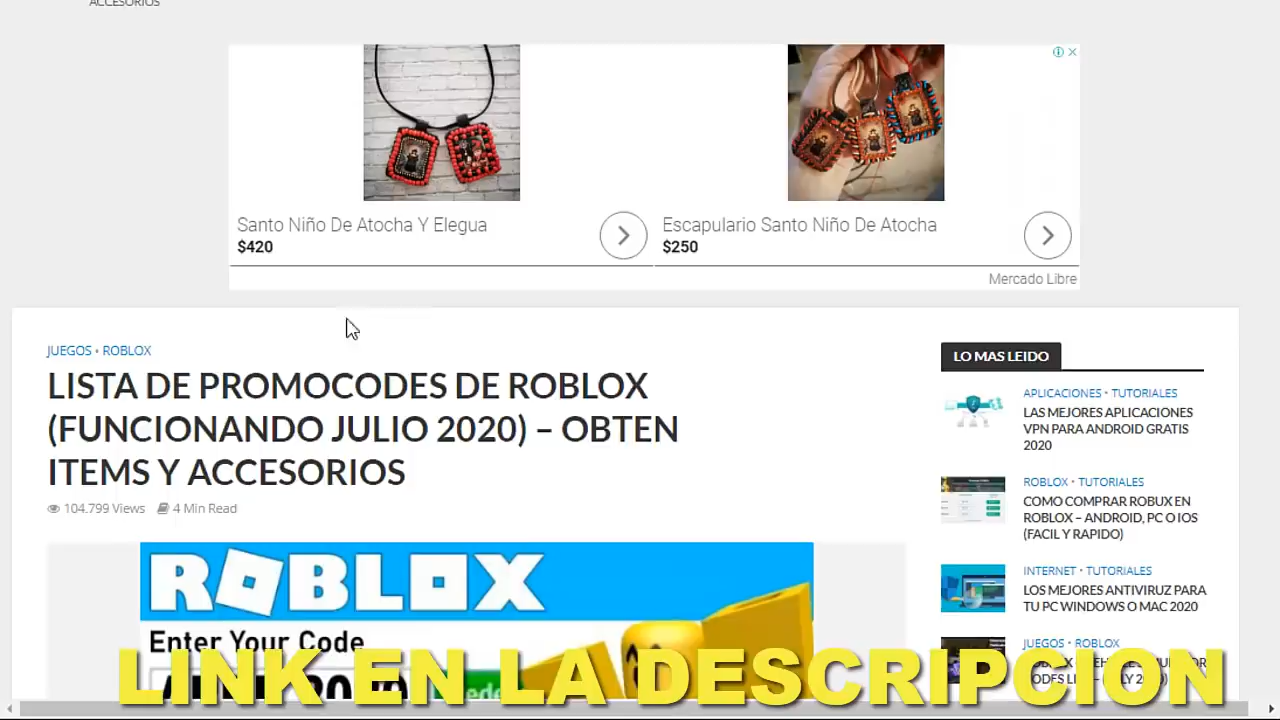 ACCESORIOS
Santo Niño De Atocha Y Elegua
$420
Escapulario Santo Niño De Atocha
$250
Mercado Libre
JUEGOS • ROBLOX
LISTA DE PROMOCODES DE ROBLOX
(FUNCIONANDO JULIO 2020) – OBTEN
ITEMS Y ACCESORIOS
104.799 Views 4 Min Read
ROBLOX
Enter Your Code
LO MAS LEIDO
APLICACIONES • TUTORIALES
LAS MEJORES APLICACIONES
VPN PARA ANDROID GRATIS
2020
ROBLOX • TUTORIALES
COMO COMPRAR ROBUX EN
ROBLOX – ANDROID, PC O IOS
(FACIL Y RAPIDO)
INTERNET • TUTORIALES
LOS MEJORES ANTIVIRUZ PARA
TU PC WINDOWS O MAC 2020
JUEGOS • ROBLOX
LINK EN LA DESCRIPCION